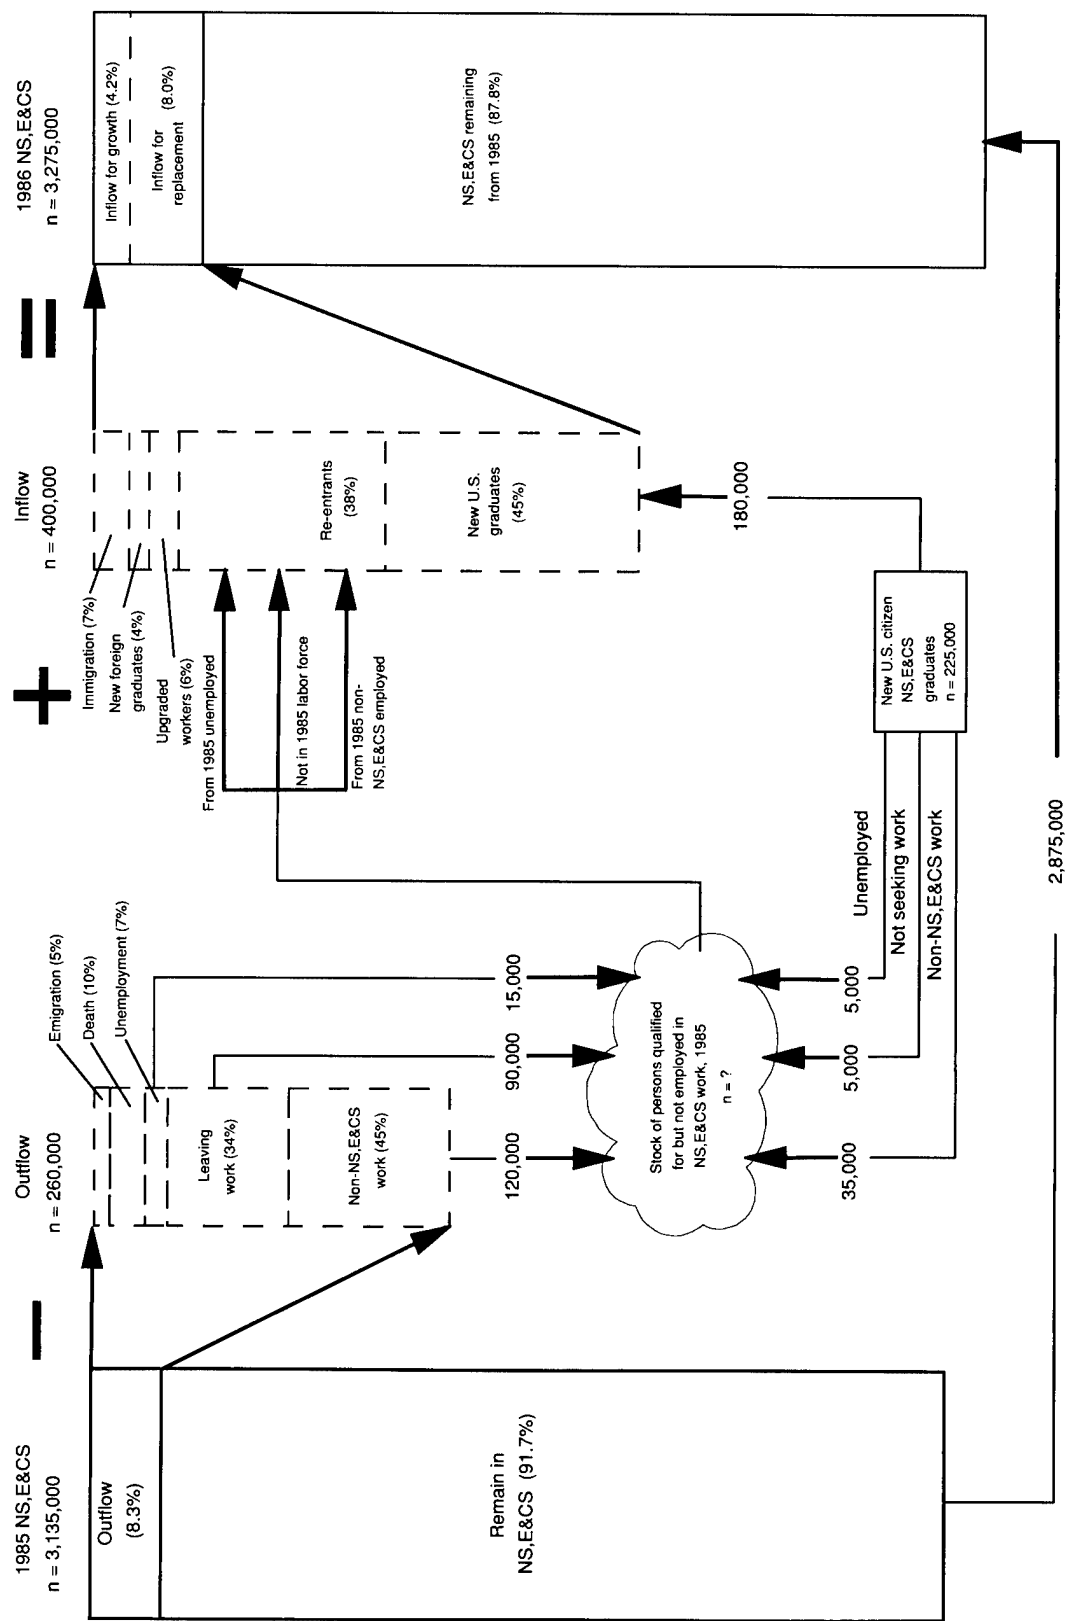 1985 NS,E&CS
n = 3,135,000
Outflow
(8.3%)
Remain in
NS,E&CS (91.7%)
Outflow
n = 260,000
Emigration (5%)
Death (10%)
Unemployment (7%)
Leaving
work (34%)
Non-NS,E&CS
work (45%)
120,000
90,000
15,000
Stock of persons qualified
for but not employed in
NS,E&CS work, 1985
n = ?
35,000
5,000
5,000
Unemployed
Not seeking work
Non-NS,E&CS work
+
Inflow
n = 400,000
Immigration (7%)
New foreign
graduates (4%)
Upgraded
workers (6%)
From 1985 unemployed
Not in 1985 labor force
From 1985 non-
NS,E&CS employed
Re-entrants
(38%)
New U.S.
graduates
(45%)
180,000
New U.S. citizen
NS,E&CS
graduates
n = 225,000
2,875,000
=
1986 NS,E&CS
n = 3,275,000
Inflow for growth (4.2%)
Inflow for
replacement (8.0%)
NS,E&CS remaining
from 1985 (87.8%)